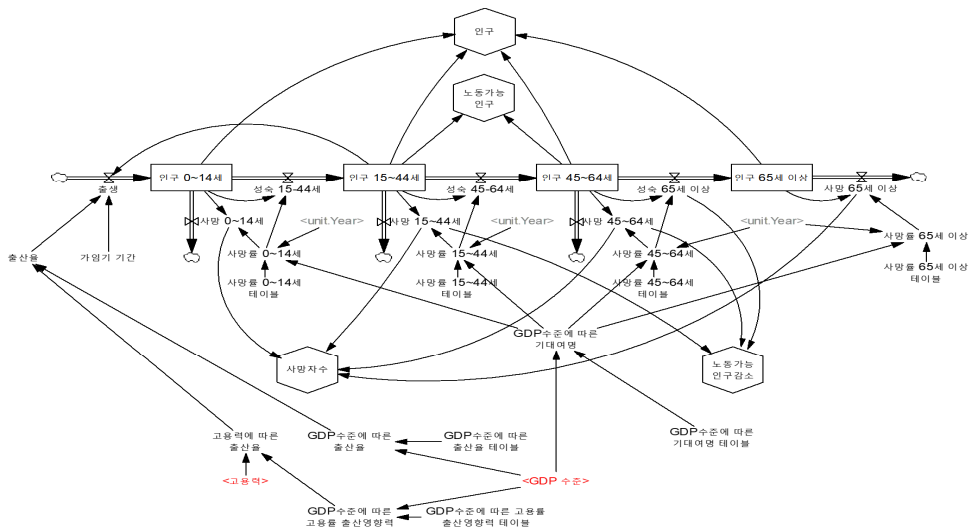 인구
노동가능
인구
인구 0~14세
인구 15~44세
인구 45~64세
인구 65세 이상
출생
성숙 15-44세
성숙 45-64세
성숙 65세 이상
사망 65세 이상
사망 0~14세
사망 15~44세
사망 45~64세
<unit.Year>
<unit.Year>
<unit.Year>
출산율
가임기 기간
사망률 0~14세
사망률 15~44세
사망률 45~64세
사망률 65세 이상
사망률 0~14세
테이블
사망률 15~44세
테이블
사망률 45~64세
테이블
사망률 65세 이상
테이블
GDP수준에 따른
기대여명
사망자수
노동가능
인구감소
고용력에 따른
출산율
GDP수준에 따른
출산율
GDP수준에 따른
출산율 테이블
GDP수준에 따른
기대여명 테이블
<고용력>
<GDP 수준>
GDP수준에 따른
고용률 출산영향력
GDP수준에 따른 고용률
출산영향력 테이블